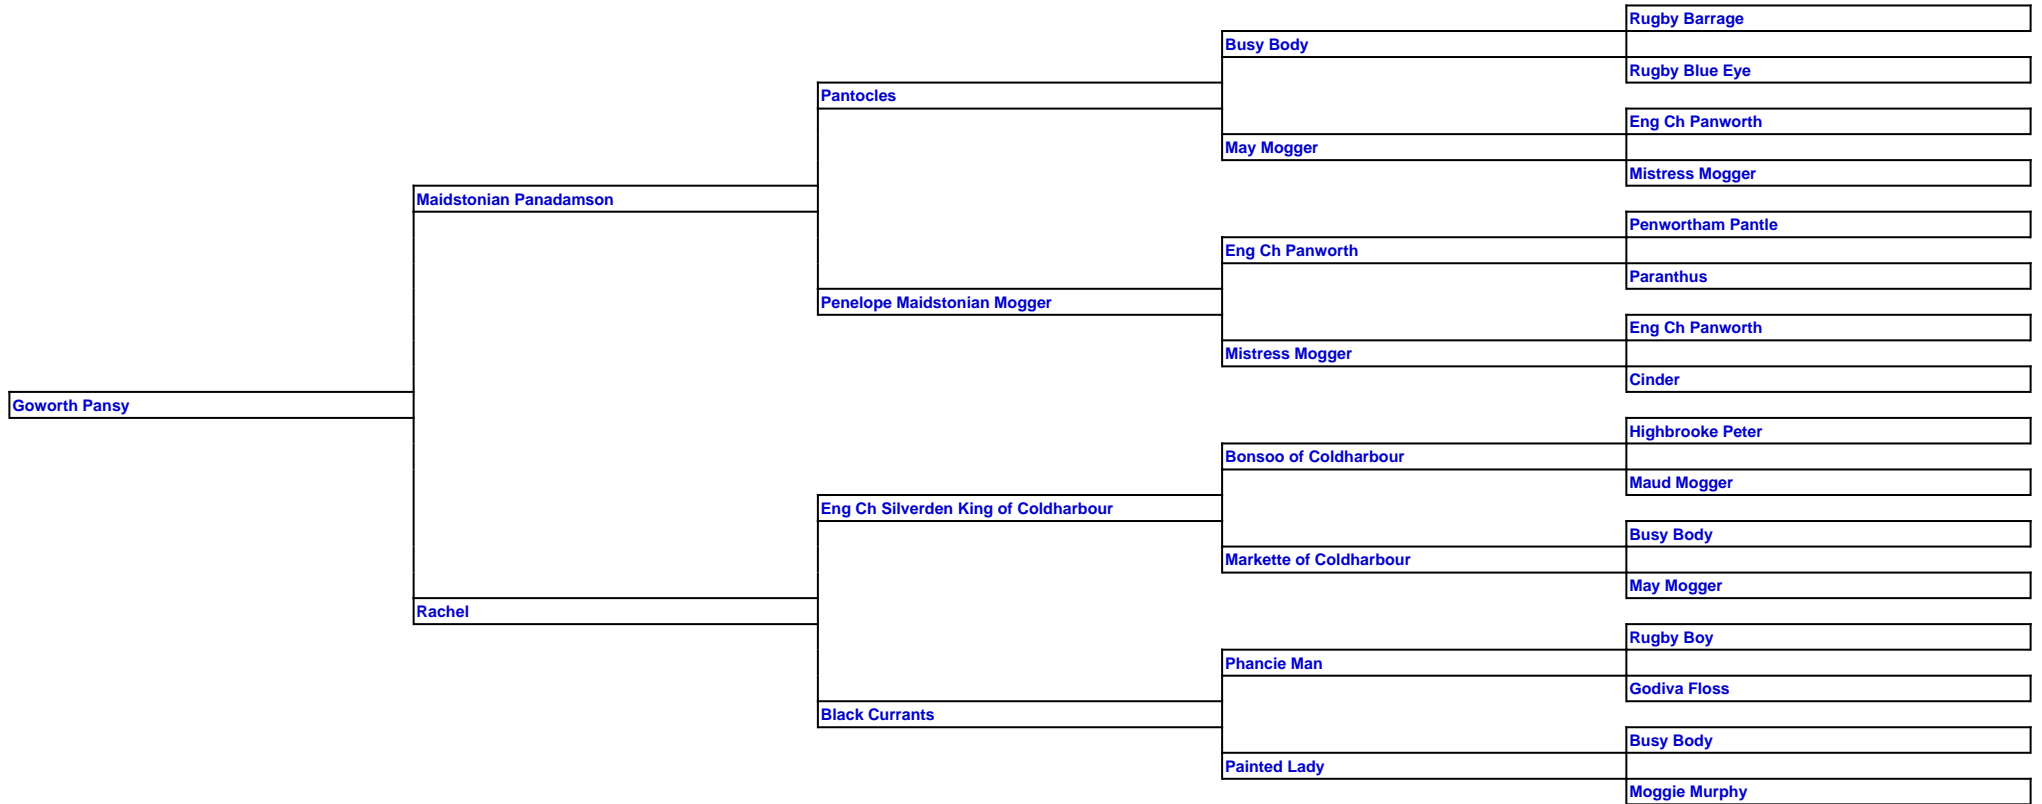 Rugby Barrage
Busy Body
Rugby Blue Eye
Pantocles
Eng Ch Panworth
May Mogger
Mistress Mogger
Maidstonian Panadamson
Penwortham Pantle
Eng Ch Panworth
Paranthus
Penelope Maidstonian Mogger
Eng Ch Panworth
Mistress Mogger
Cinder
Goworth Pansy
Highbrooke Peter
Bonsoo of Coldharbour
Maud Mogger
Eng Ch Silverden King of Coldharbour
Busy Body
Markette of Coldharbour
May Mogger
Rachel
Rugby Boy
Phancie Man
Godiva Floss
Black Currants
Busy Body
Painted Lady
Moggie Murphy